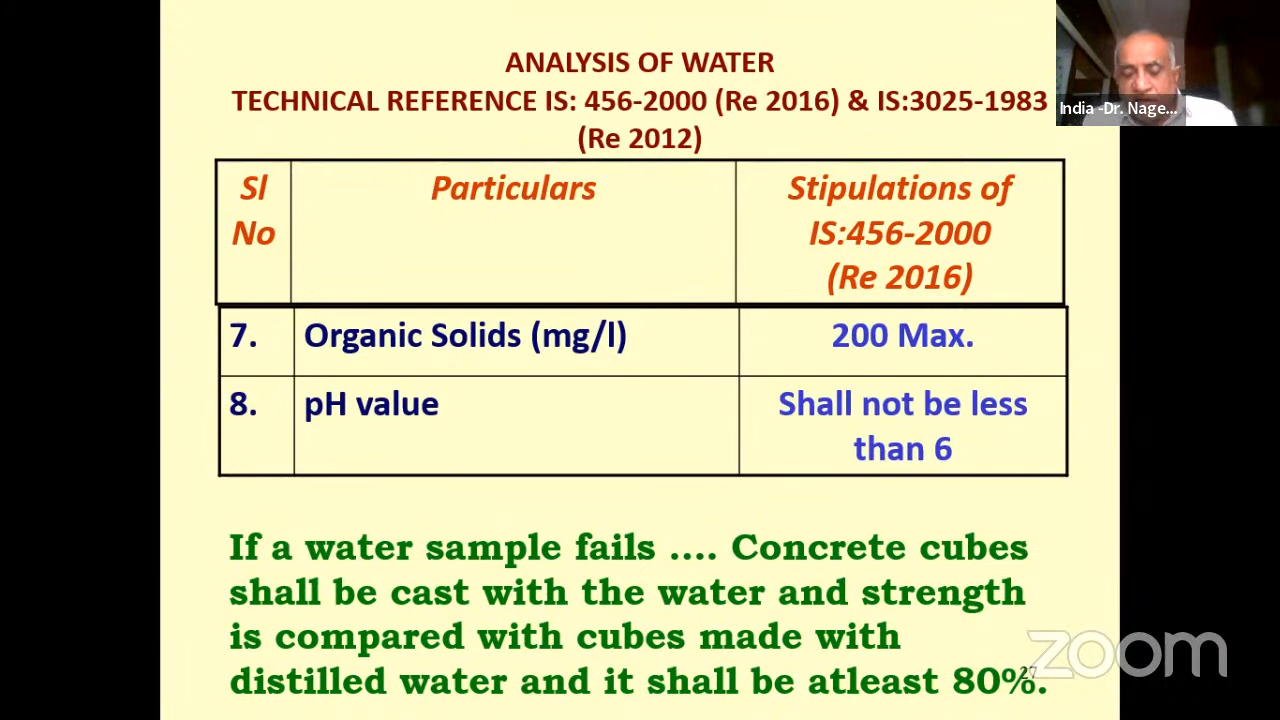 ANALYSIS OF WATER
TECHNICAL REFERENCE IS: 456-2000 (Re 2016) & IS:3025-1983
(Re 2012)
India -Dr. Nage...
Sl No
Particulars
Stipulations of
IS:456-2000
(Re 2016)
7. Organic Solids (mg/l) 200 Max.
8. pH value Shall not be less
than 6
If a water sample fails .... Concrete cubes
shall be cast with the water and strength
is compared with cubes made with
distilled water and it shall be atleast 80%.
27
zoom